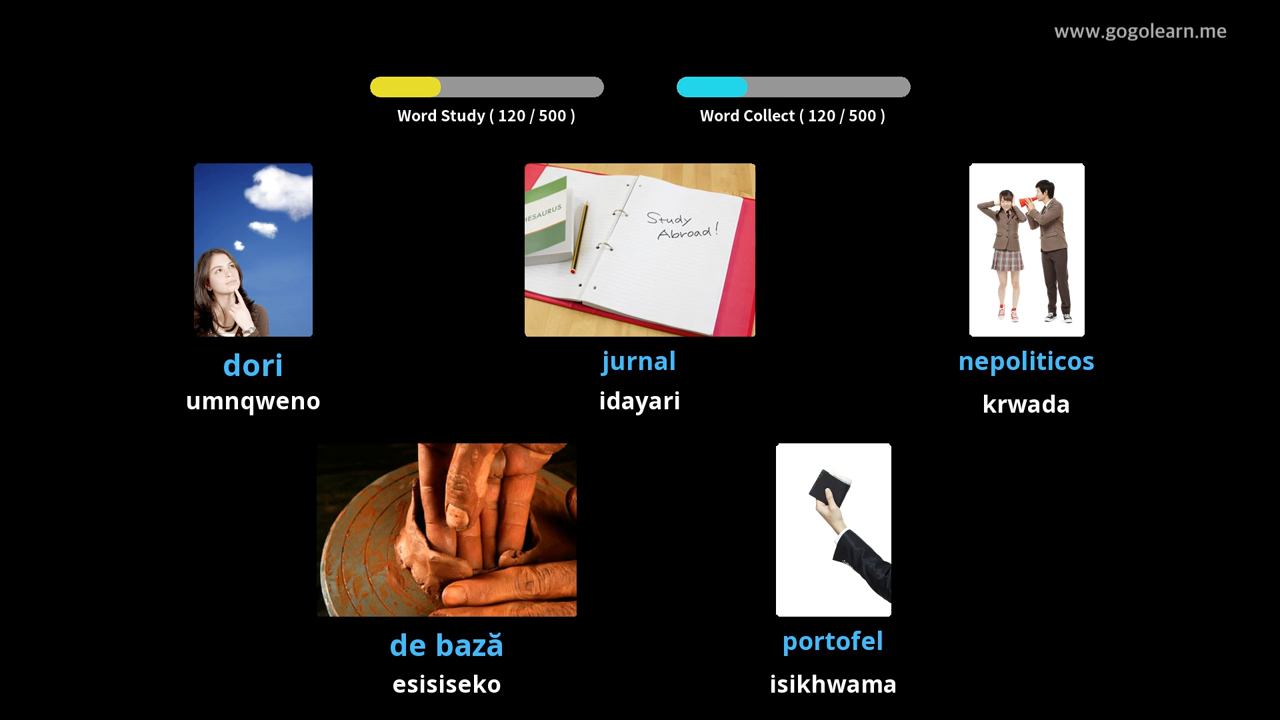 www.gogolearn.me
Word Study ( 120 / 500 )
Word Collect ( 120 / 500 )
THESAURUS
Study
Abroad!
dori
umnqweno
jurnal
idayari
nepoliticos
krwada
de bază
esisiseko
portofel
isikhwama